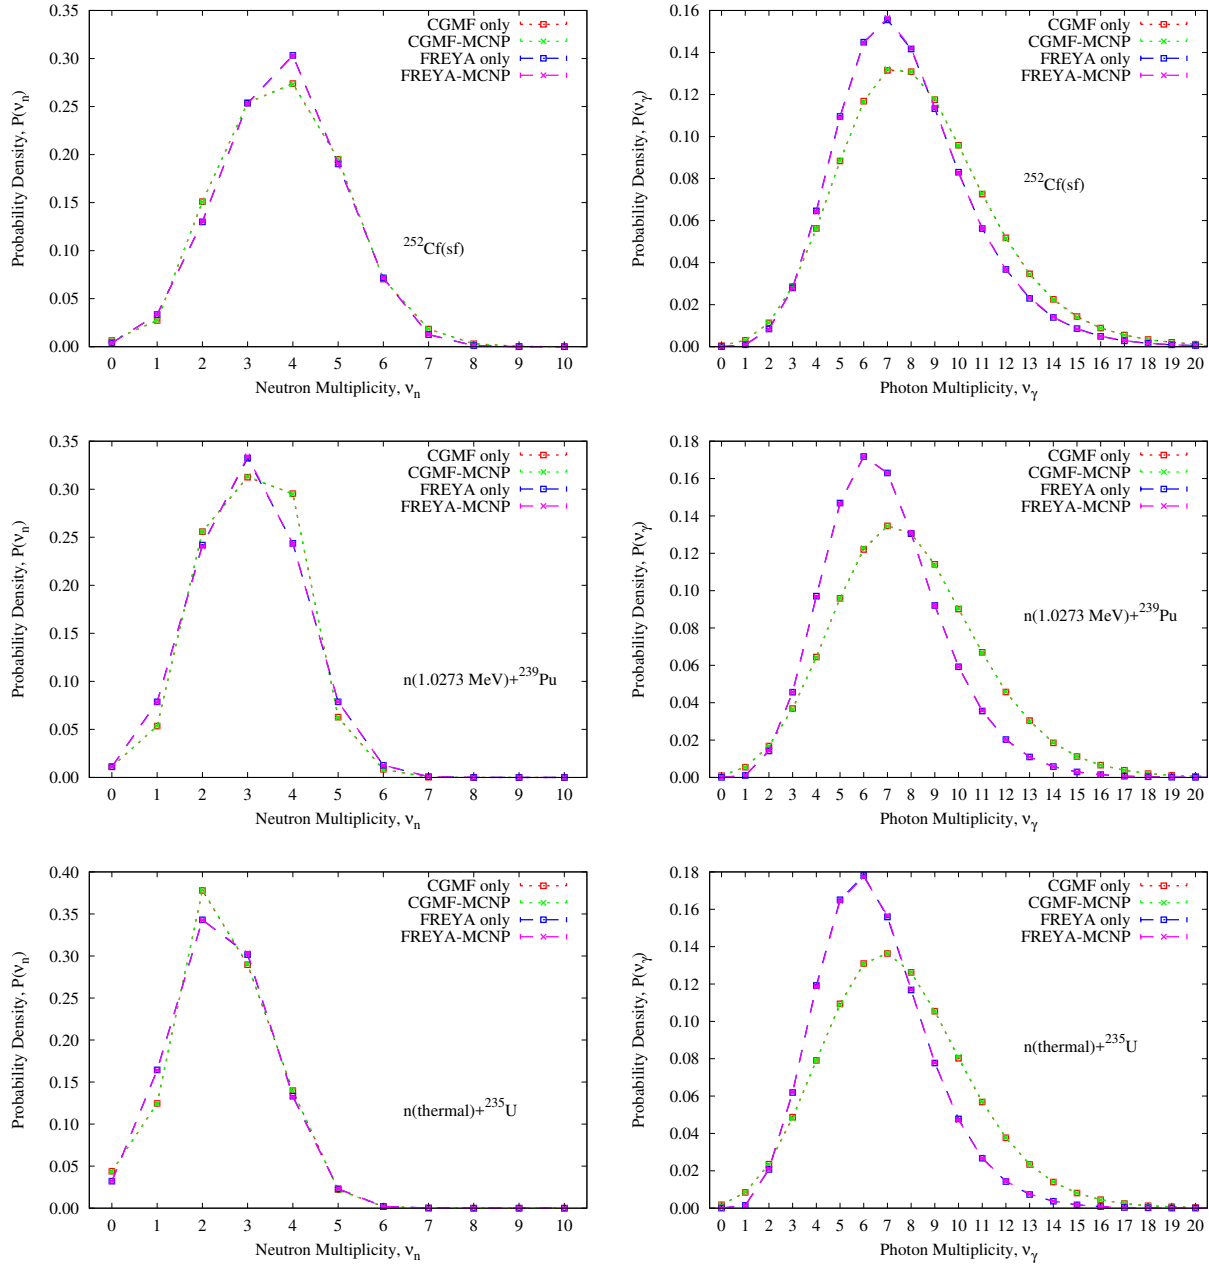 0.35
0.30
0.25
0.20
0.15
0.10
0.05
0.00
Probability Density, P(νn)
CGMF only
CGMF-MCNP
FREYA only
FREYA-MCNP
252Cf(sf)
0 1 2 3 4 5 6 7 8 9 10
Neutron Multiplicity, νn
0.16
0.14
0.12
0.10
0.08
0.06
0.04
0.02
0.00
Probability Density, P(νγ)
CGMF only
CGMF-MCNP
FREYA only
FREYA-MCNP
252Cf(sf)
0 1 2 3 4 5 6 7 8 9 10 11 12 13 14 15 16 17 18 19 20
Photon Multiplicity, νγ
0.35
0.30
0.25
0.20
0.15
0.10
0.05
0.00
Probability Density, P(νn)
CGMF only
CGMF-MCNP
FREYA only
FREYA-MCNP
n(1.0273 MeV)+239Pu
0 1 2 3 4 5 6 7 8 9 10
Neutron Multiplicity, νn
0.18
0.16
0.14
0.12
0.10
0.08
0.06
0.04
0.02
0.00
Probability Density, P(νγ)
CGMF only
CGMF-MCNP
FREYA only
FREYA-MCNP
n(1.0273 MeV)+239Pu
0 1 2 3 4 5 6 7 8 9 10 11 12 13 14 15 16 17 18 19 20
Photon Multiplicity, νγ
0.40
0.35
0.30
0.25
0.20
0.15
0.10
0.05
0.00
Probability Density, P(νn)
CGMF only
CGMF-MCNP
FREYA only
FREYA-MCNP
n(thermal)+235U
0 1 2 3 4 5 6 7 8 9 10
Neutron Multiplicity, νn
0.18
0.16
0.14
0.12
0.10
0.08
0.06
0.04
0.02
0.00
Probability Density, P(νγ)
CGMF only
CGMF-MCNP
FREYA only
FREYA-MCNP
n(thermal)+235U
0 1 2 3 4 5 6 7 8 9 10 11 12 13 14 15 16 17 18 19 20
Photon Multiplicity, νγ